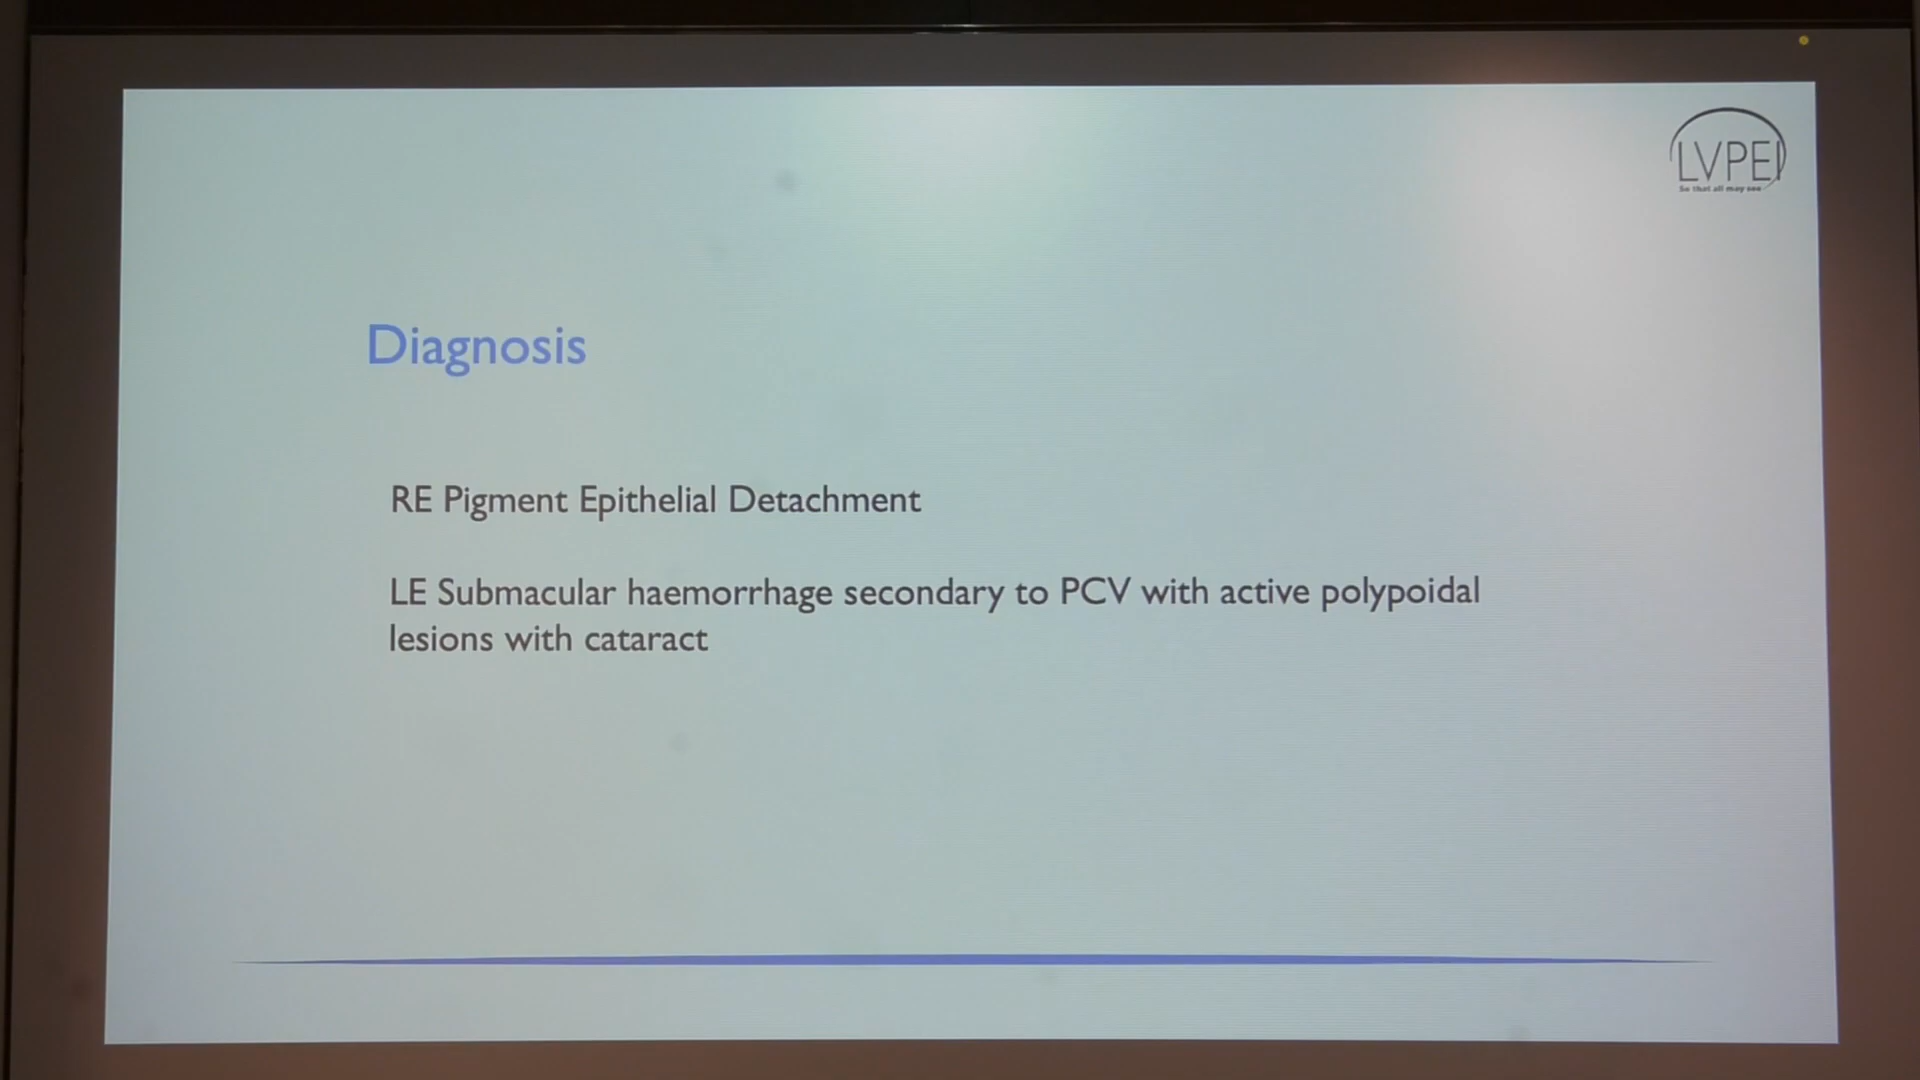 LVPEI
So that all may see
Diagnosis
RE Pigment Epithelial Detachment
LE Submacular haemorrhage secondary to PCV with active polypoidal
lesions with cataract